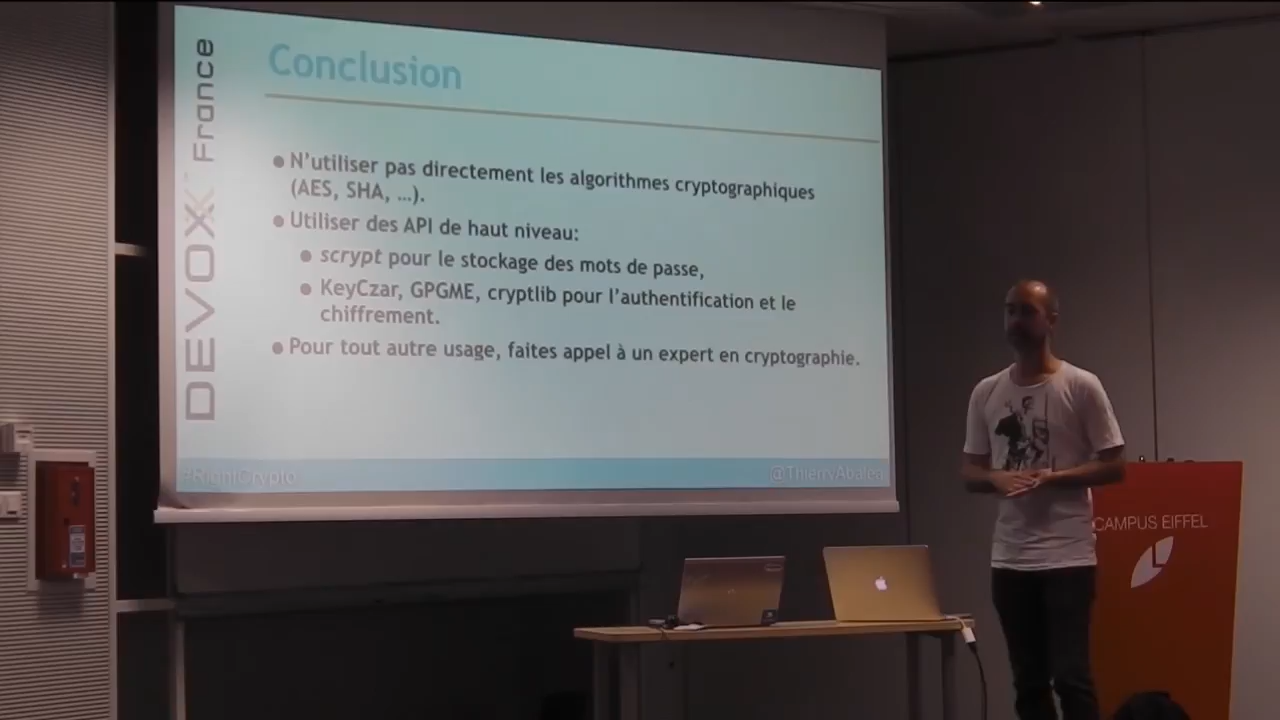 DEVOXX France
Conclusion
N'utiliser pas directement les algorithmes cryptographiques
(AES, SHA, ...).
Utiliser des API de haut niveau:
scrypt pour le stockage des mots de passe,
KeyCzar, GPGME, cryptlib pour l'authentification et le
chiffrement.
Pour tout autre usage, faites appel à un expert en cryptographie.
@ThierryAbalea
CAMPUS EIFFEL